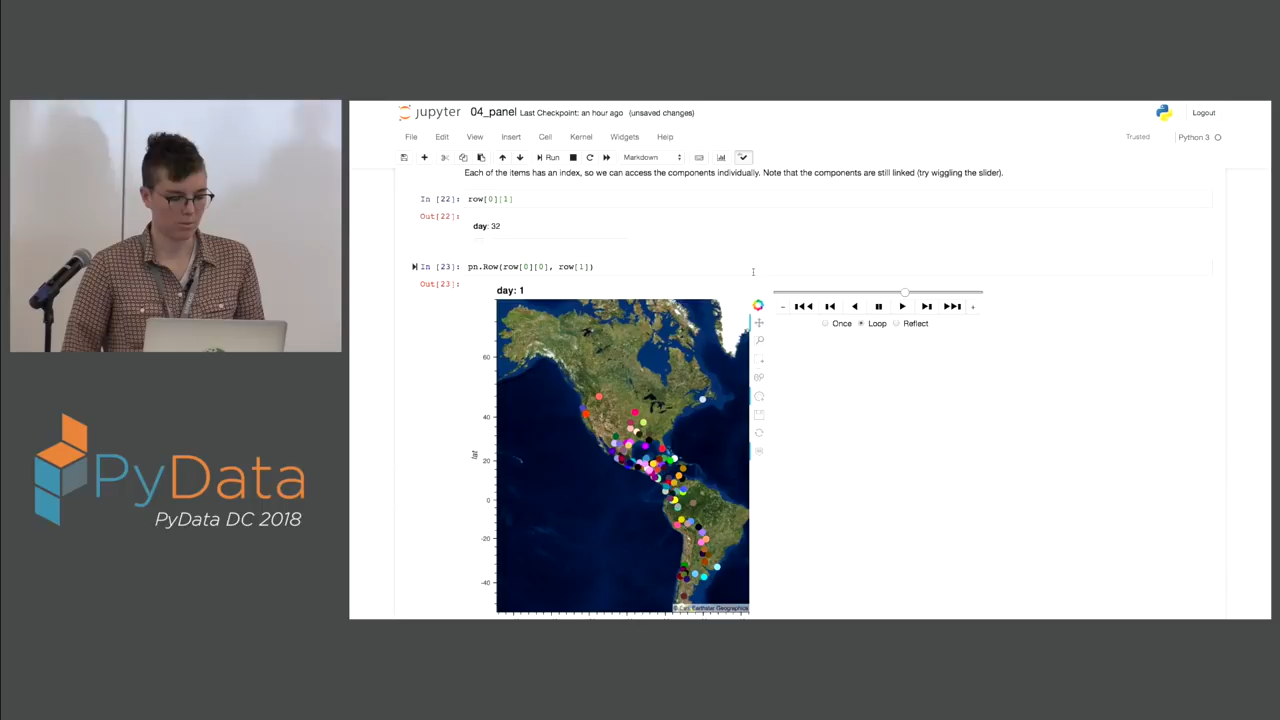 jupyter 04_panel Last Checkpoint: an hour ago (unsaved changes)
Logout
File Edit View Insert Cell Kernel Widgets Help
Trusted Python 3
Run Markdown
Each of the items has an index, so we can access the components individually. Note that the components are still linked (try wiggling the slider).
In [22]: row[0][1]
Out[22]:
day: 32
In [23]: pn.Row(row[0][0], row[1])
Out[23]:
day: 1
Once Loop Reflect
60
40
20
lat
0
-20
-40
© Esri, Earthstar Geographics
PyData
PyData DC 2018